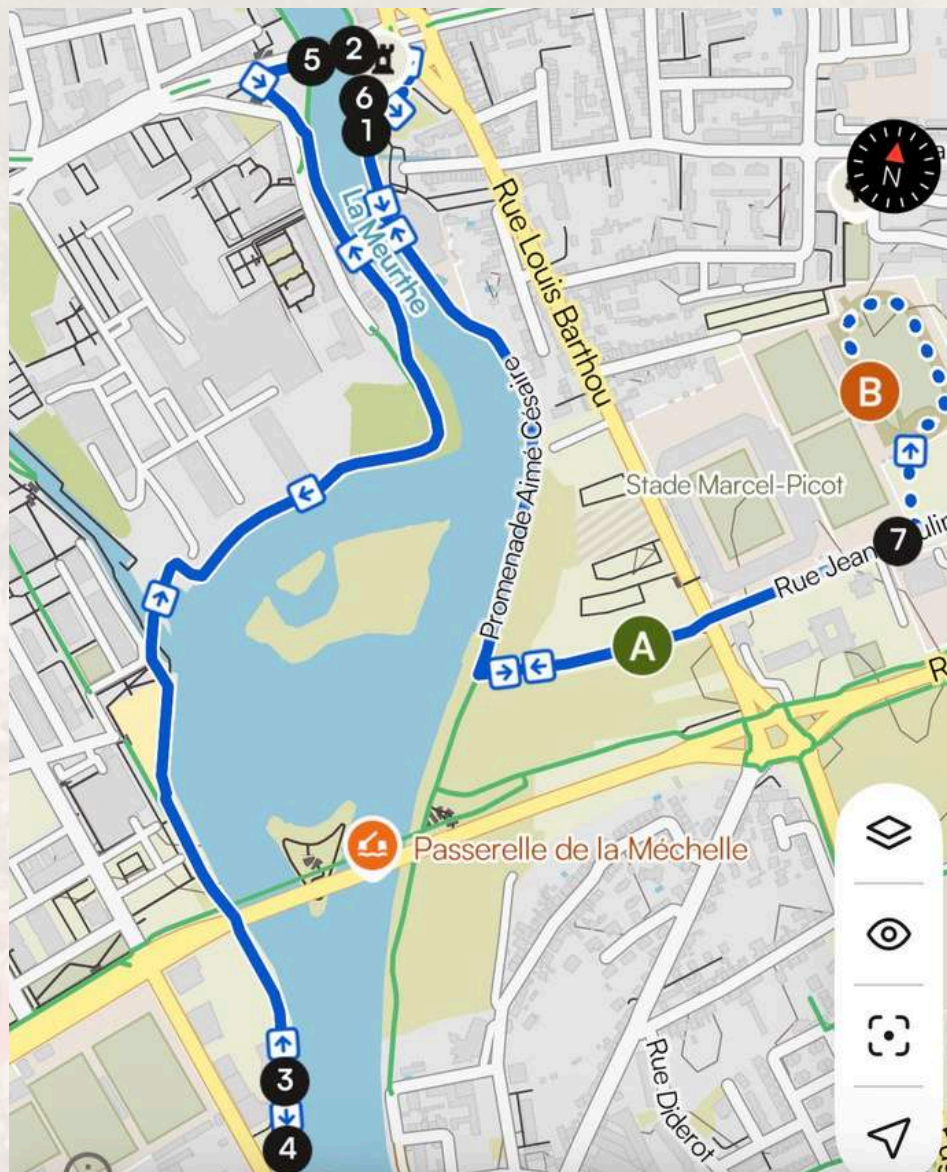 5
2
6
1
N
La Meurthe
Rue Louis Barthou
Promenade Aimé Césaire
B
Stade Marcel-Picot
7
Rue Jean
A
R
Passerelle de la Méchelle
3
4
Rue Diderot